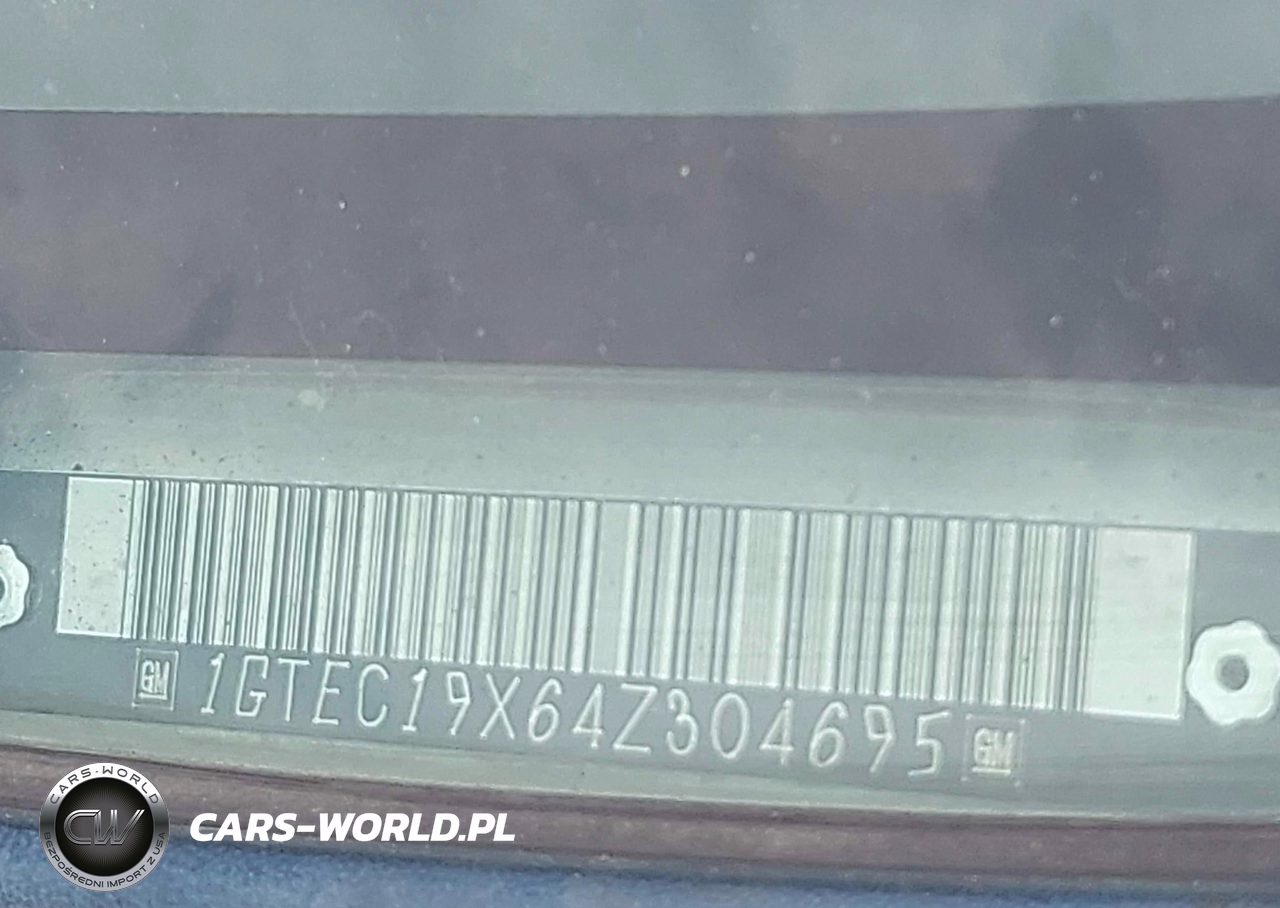 GM 1GTEC19X64Z304695 GM
CARS-WORLD
CW
BEZPOŚREDNI IMPORT Z USA
CARS-WORLD.PL